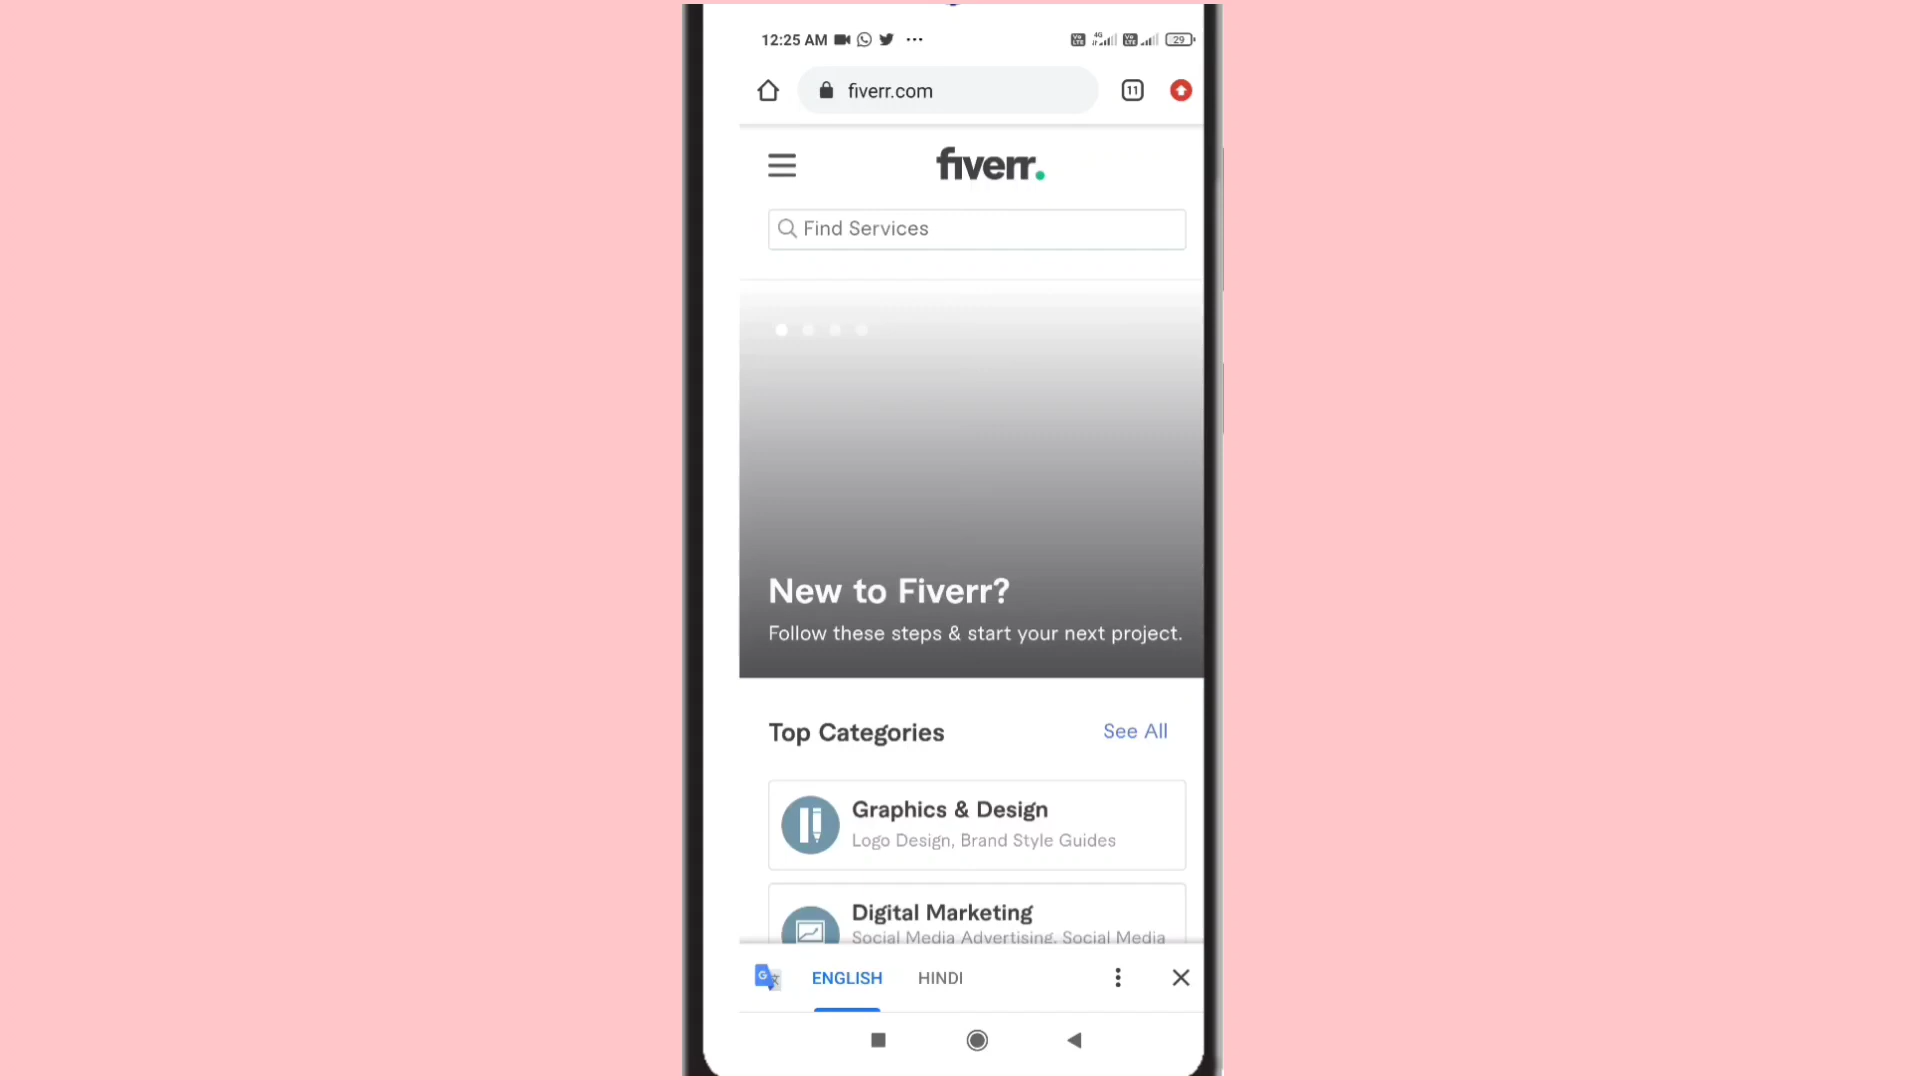 12:25 AM ... 4G 29
fiverr.com 11
fiverr.
Find Services
New to Fiverr?
Follow these steps & start your next project.
Top Categories See All
Graphics & Design
Logo Design, Brand Style Guides
Digital Marketing
Social Media Advertising, Social Media
ENGLISH HINDI